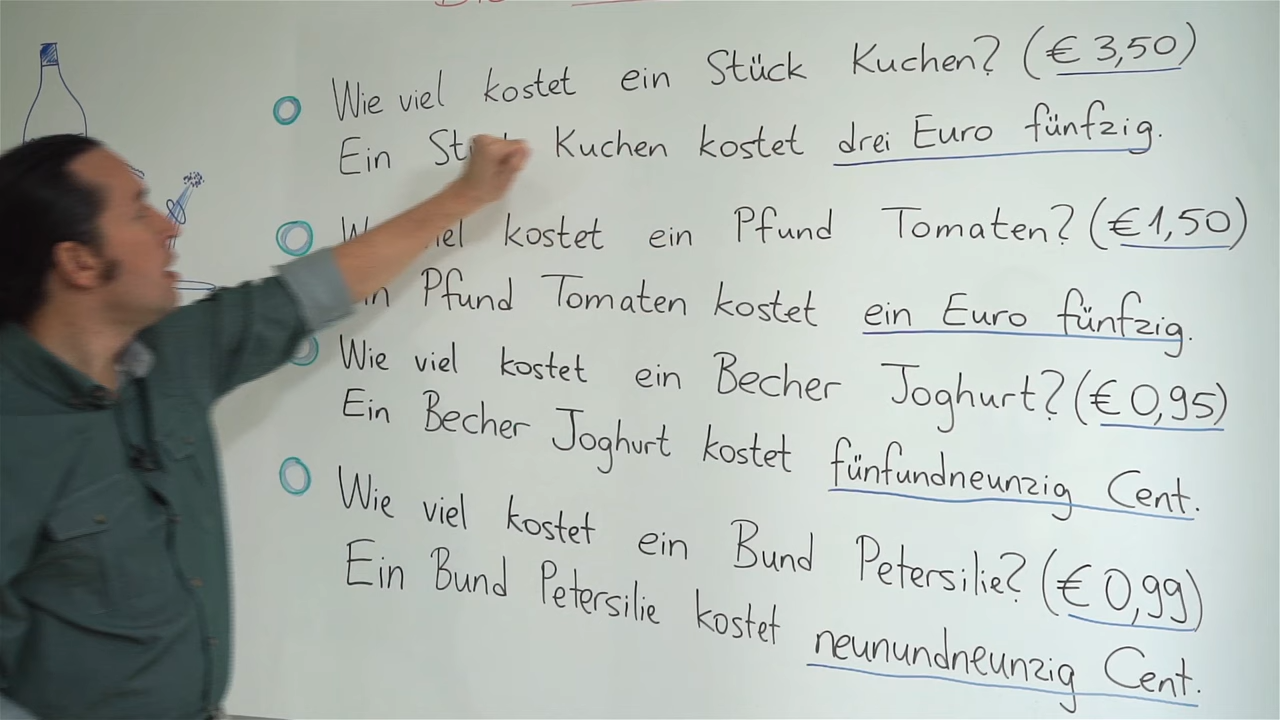 Wie viel kostet ein Stück Kuchen? (€ 3,50)
Ein Kuchen kostet drei Euro fünfzig.
kostet ein Pfund Tomaten? (€ 1,50)
Pfund Tomaten kostet ein Euro fünfzig.
Wie viel kostet ein Becher Joghurt? (€ 0,95)
Ein Becher Joghurt kostet fünfundneunzig Cent.
Wie viel kostet ein Bund Petersilie? (€ 0,99)
Ein Bund Petersilie kostet neunundneunzig Cent.